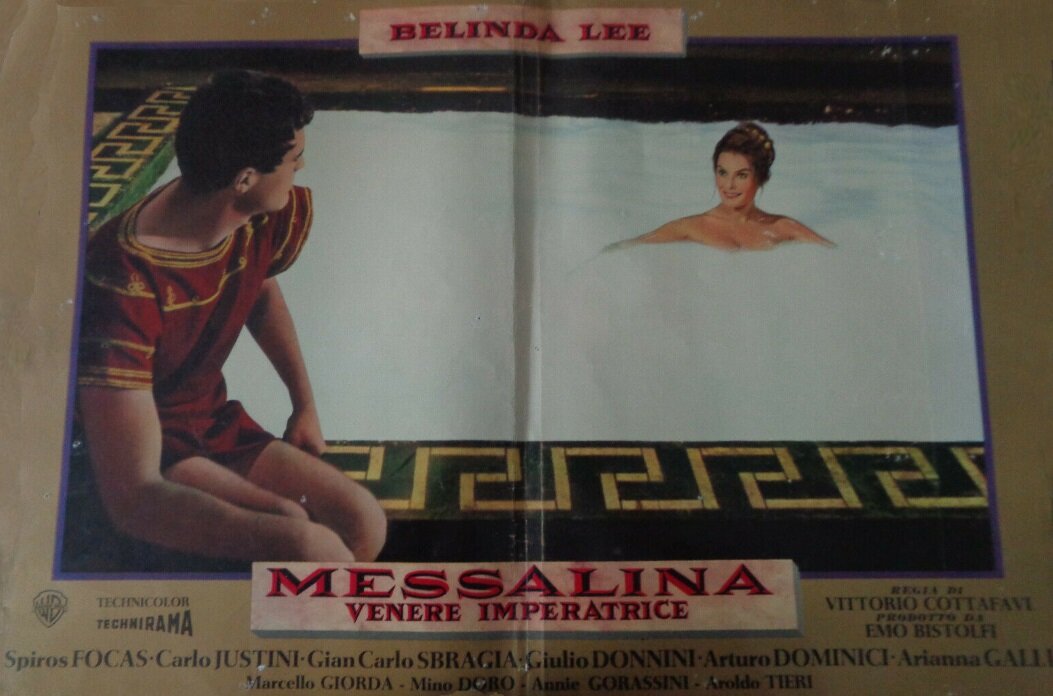 BELINDA LEE
MESSALINA
VENERE IMPERATRICE
WB
TECHNICOLOR
TECHNIRAMA
REGIA DI
VITTORIO COTTAFAVI
PRODOTTO DA
EMO BISTOLFI
Spiros FOCAS · Carlo JUSTINI · Gian Carlo SBRAGIA · Giulio DONNINI · Arturo DOMINICI · Arianna GALLI
Marcello GIORDA - Mino DORO - Annie GORASSINI - Aroldo TIERI